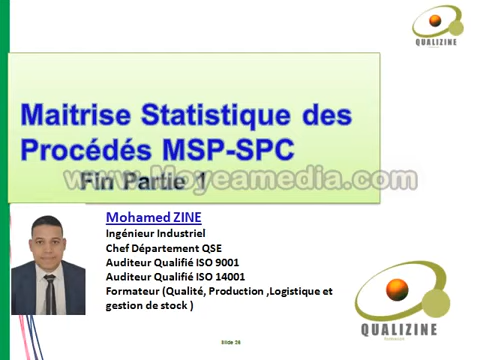 QUALIZINE
Maitrise Statistique des
Procédés MSP-SPC
Fin Partie 1
www.Moyeamedia.com
Mohamed ZINE
Ingénieur Industriel
Chef Département QSE
Auditeur Qualifié ISO 9001
Auditeur Qualifié ISO 14001
Formateur (Qualité, Production ,Logistique et
gestion de stock )
QUALIZINE
Slide 26